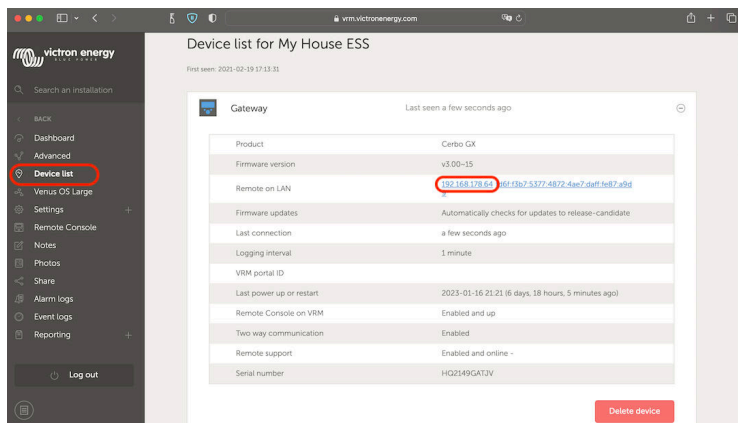 vrm.victronenergy.com
victron energy
BLUE POWER
Search an installation
BACK
Dashboard
Advanced
Device list
Venus OS Large
Settings
Remote Console
Notes
Photos
Share
Alarm logs
Event logs
Reporting
Log out
Device list for My House ESS
First seen: 2021-02-19 17:13:31
Gateway Last seen a few seconds ago
Product Cerbo GX
Firmware version v3.00~15
Remote on LAN 192.168.178.64
Firmware updates Automatically checks for updates to release-candidate
Last connection a few seconds ago
Logging interval 1 minute
VRM portal ID
Last power up or restart 2023-01-16 21:21 (6 days, 18 hours, 5 minutes ago)
Remote Console on VRM Enabled and up
Two way communication Enabled
Remote support Enabled and online -
Serial number HQ2149GATJV
Delete device